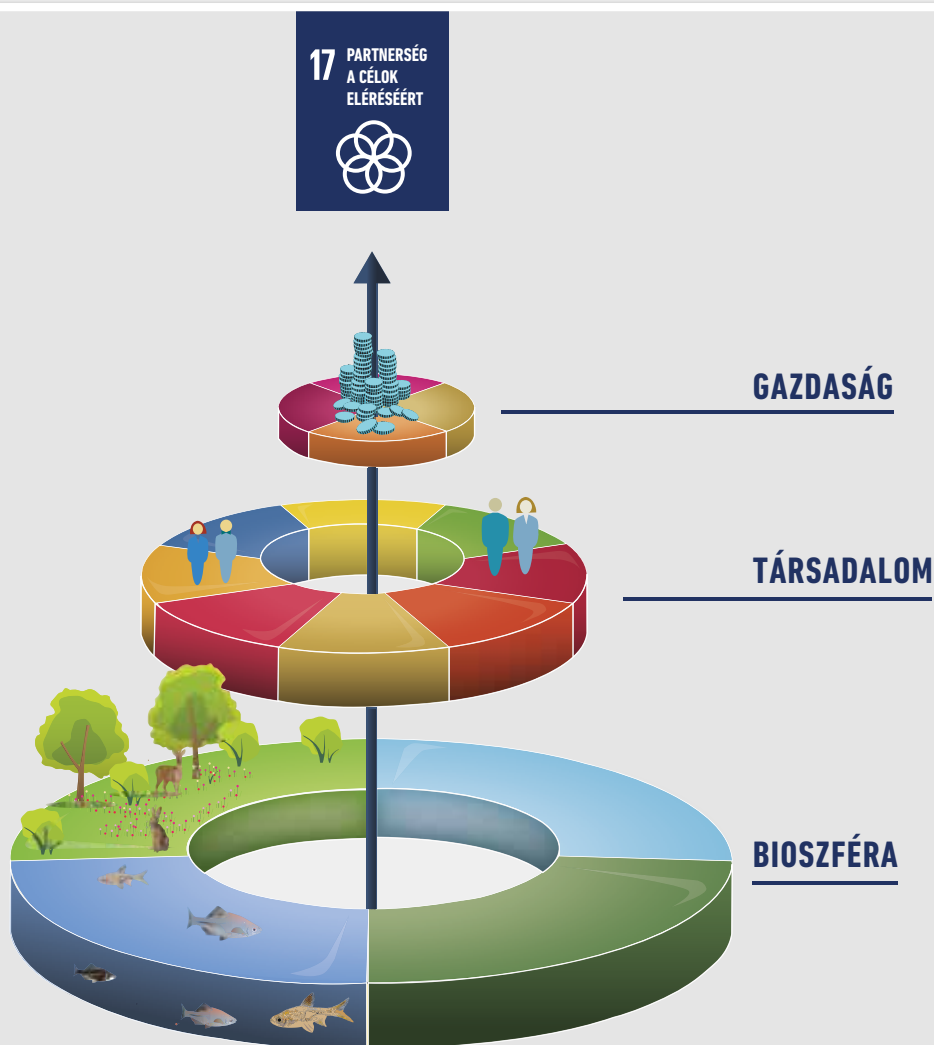 17 PARTNERSÉG
A CÉLOK
ELÉRÉSÉÉRT
GAZDASÁG
TÁRSADALOM
BIOSZFÉRA